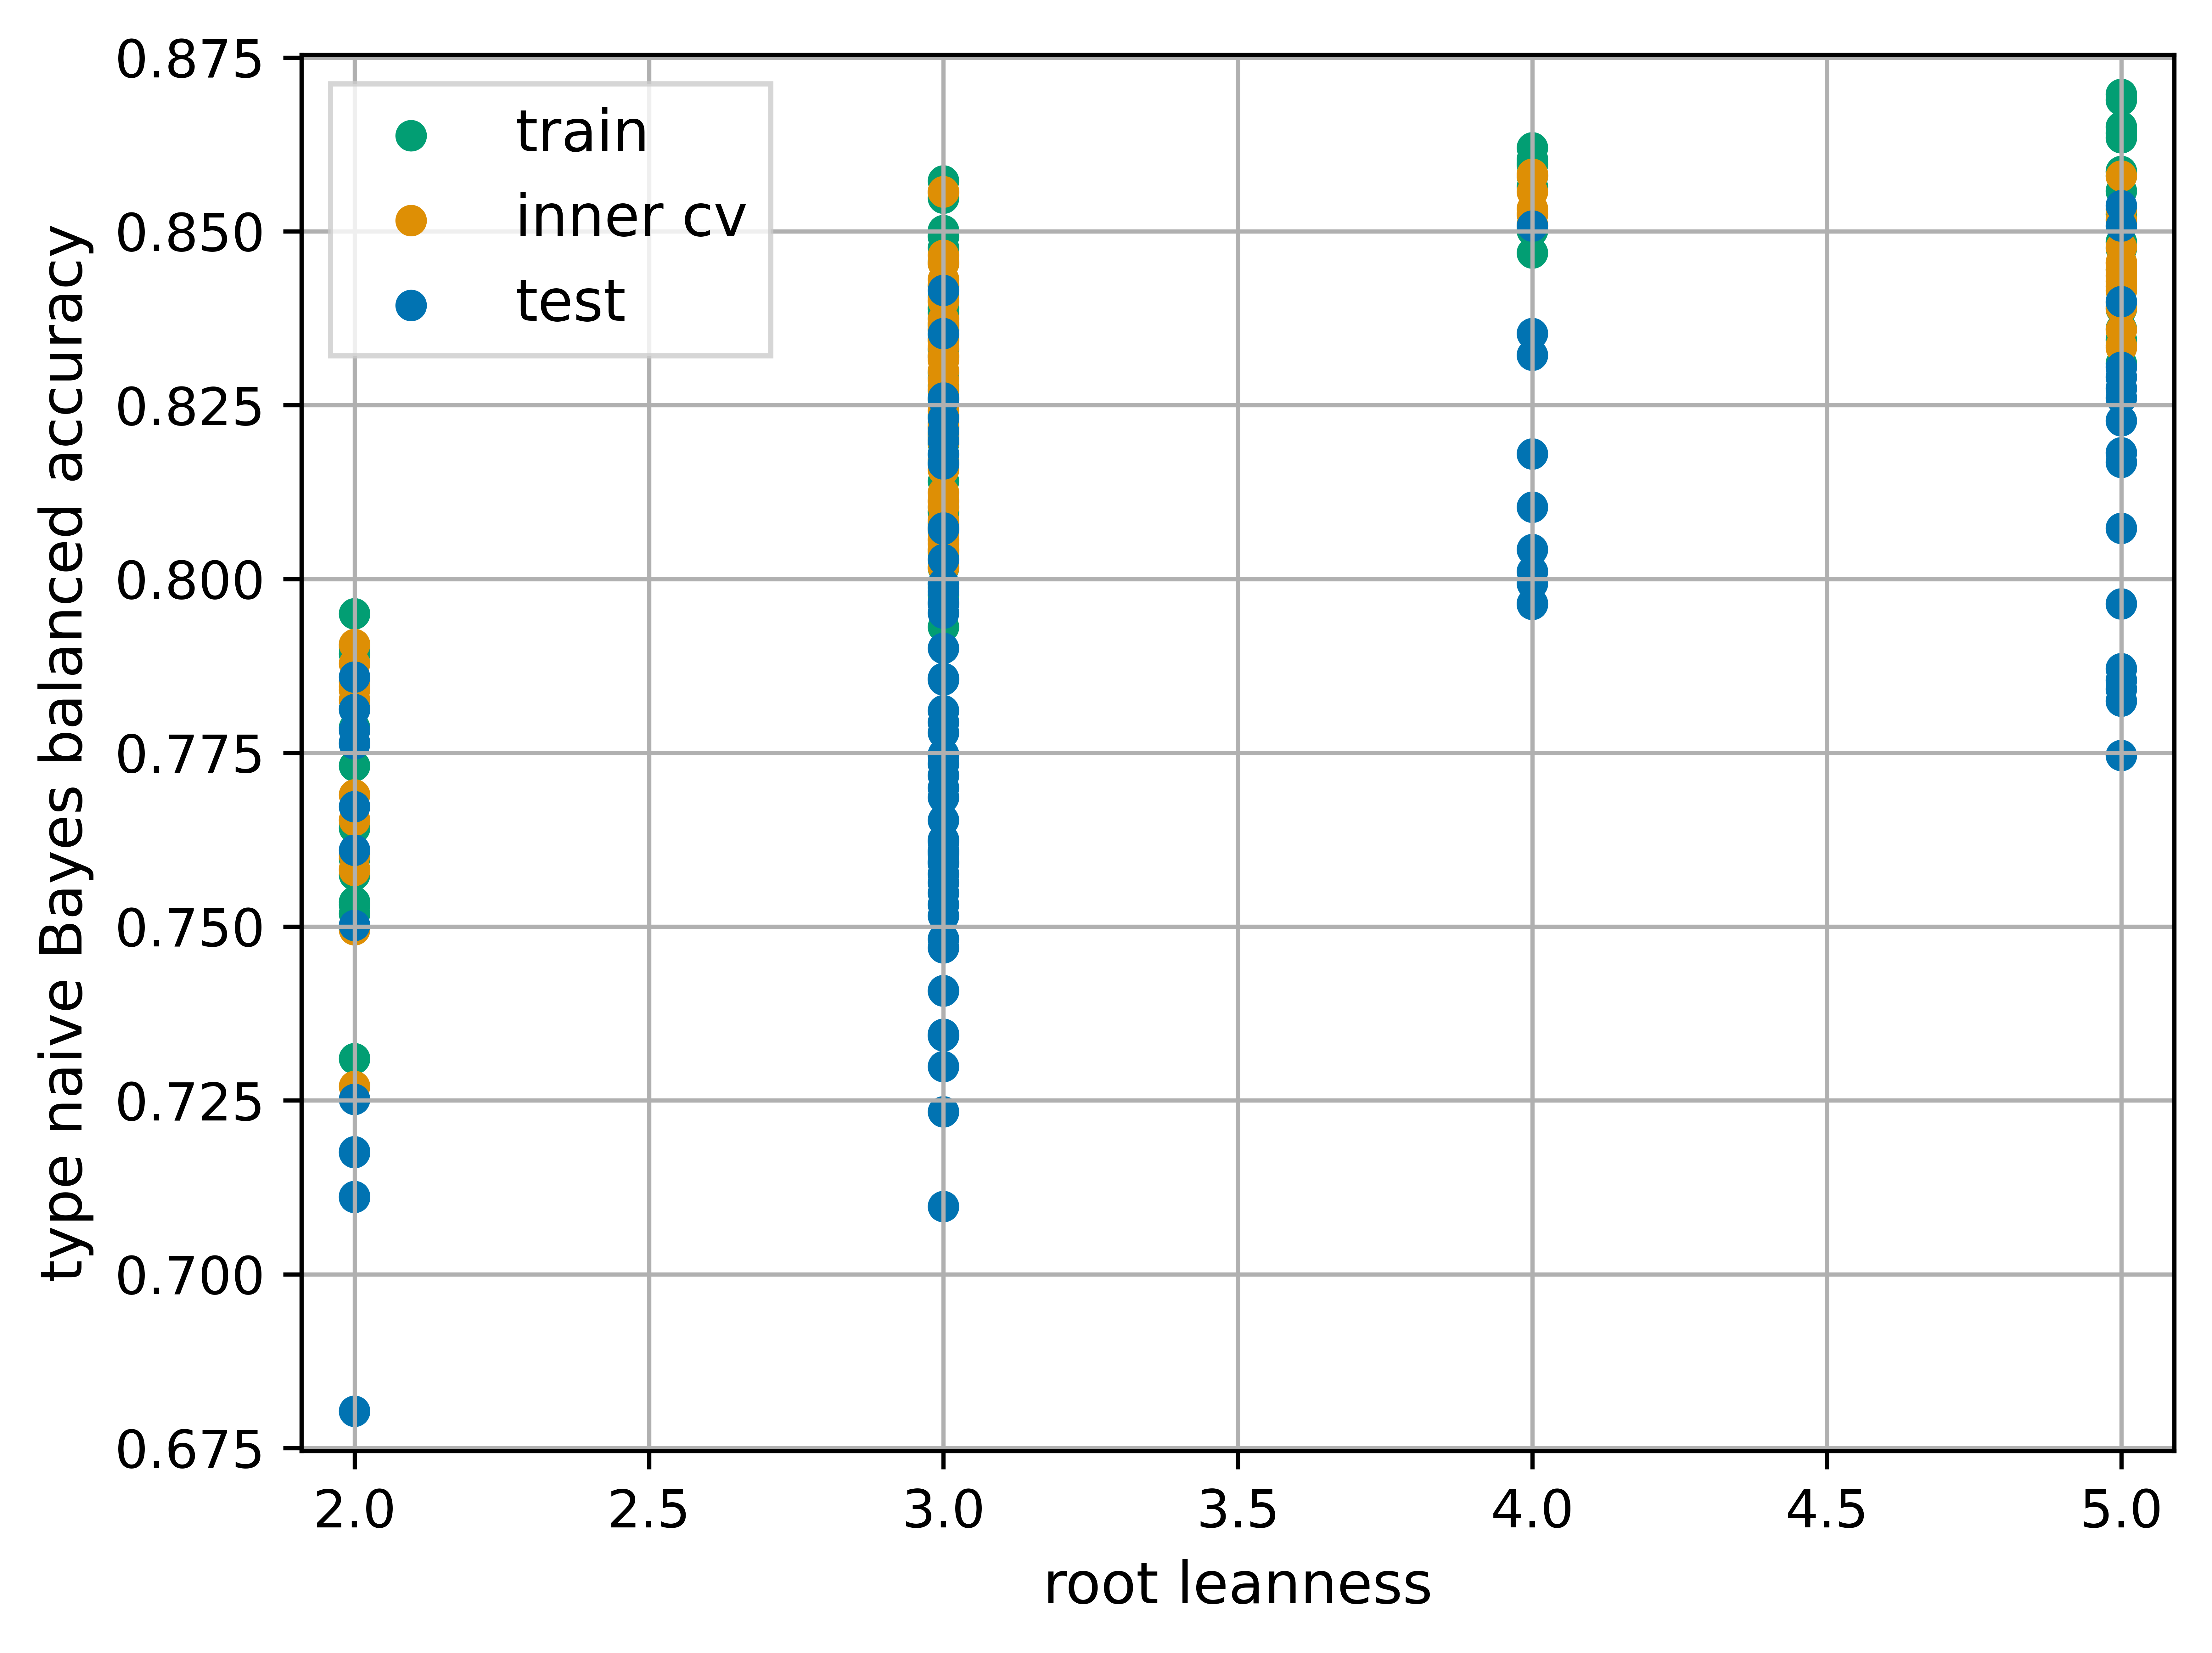 0.875
0.850
0.825
0.800
0.775
0.750
0.725
0.700
0.675
type naive Bayes balanced accuracy
train
inner cv
test
2.0 2.5 3.0 3.5 4.0 4.5 5.0
root leanness